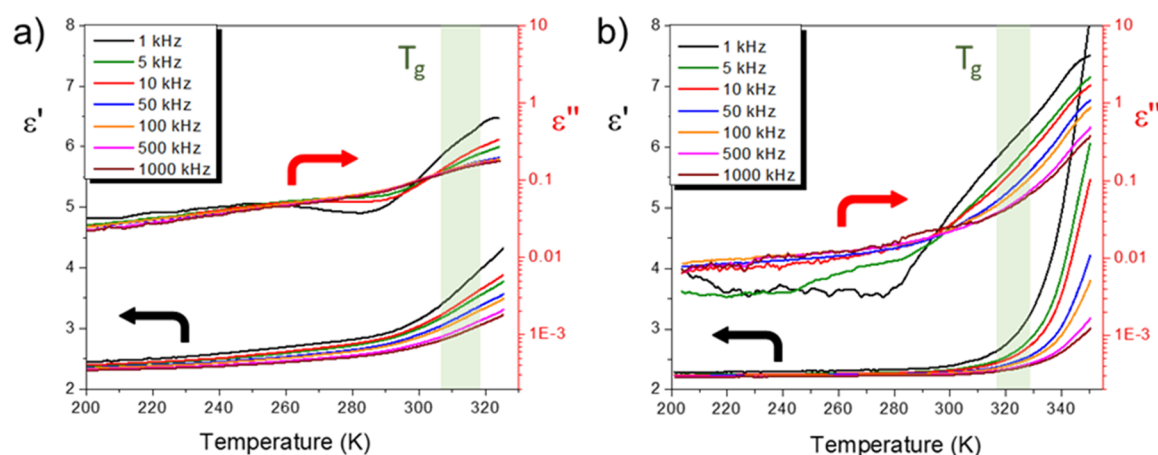 a)
8
7
6
5
4
3
2
ε'
1 kHz
5 kHz
10 kHz
50 kHz
100 kHz
500 kHz
1000 kHz
Tg
10
1
0.1
0.01
1E-3
ε"
200 220 240 260 280 300 320
Temperature (K)
b)
8
7
6
5
4
3
2
ε'
1 kHz
5 kHz
10 kHz
50 kHz
100 kHz
500 kHz
1000 kHz
Tg
10
1
0.1
0.01
1E-3
ε"
200 220 240 260 280 300 320 340
Temperature (K)